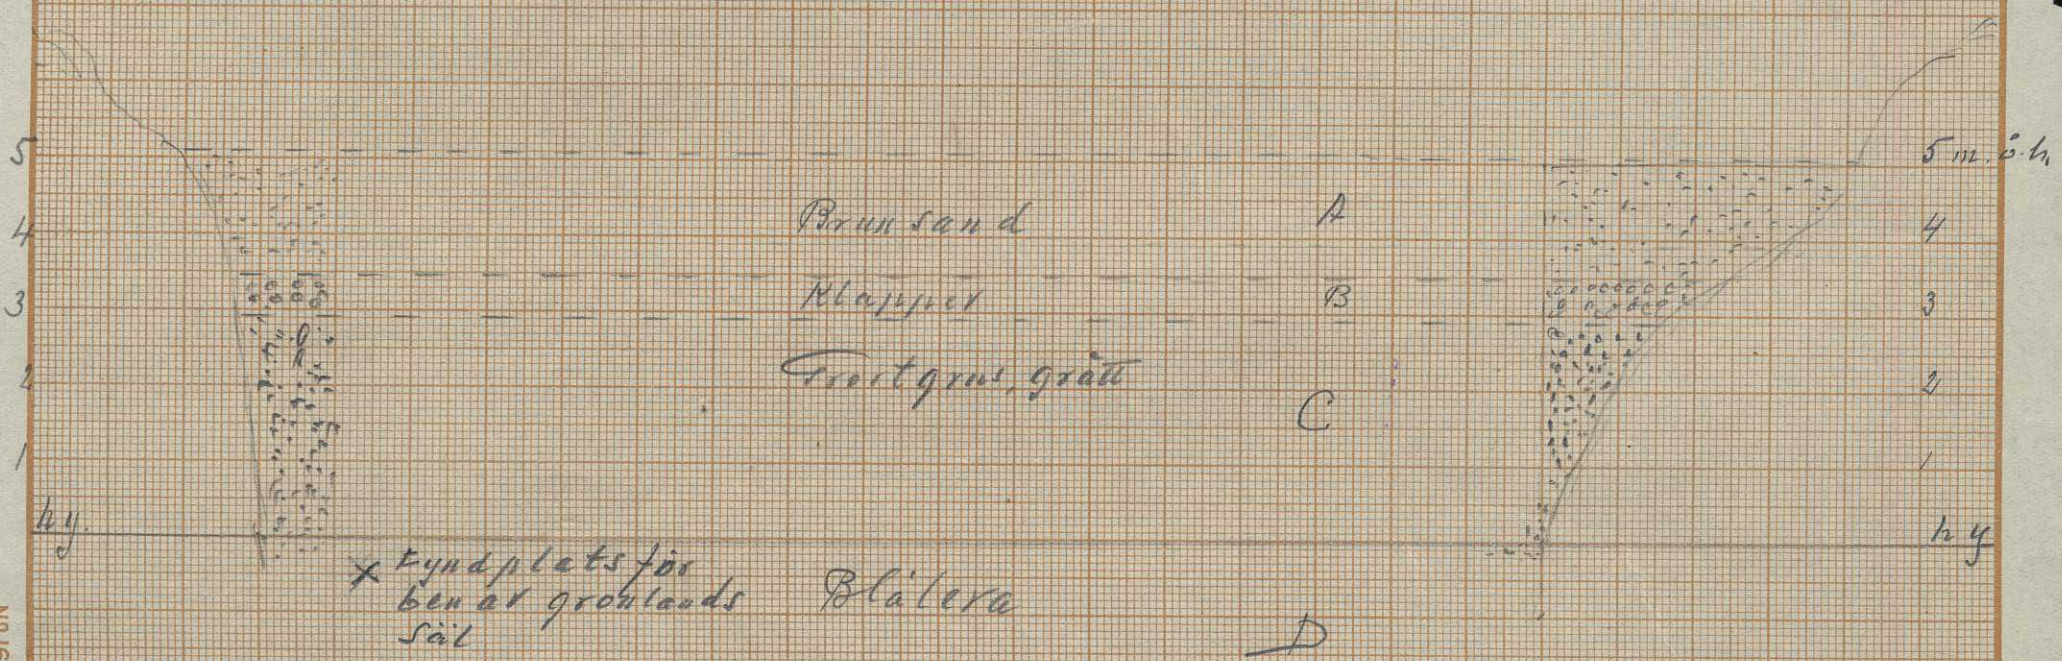 5 5 m. ö. h.
Brun sand A
4 4
Klapper B
3 3
grus, grått
2 2
C
1 1
hy. hy
x Fyndplats för
ben av grönlands
säl
Blålera
D